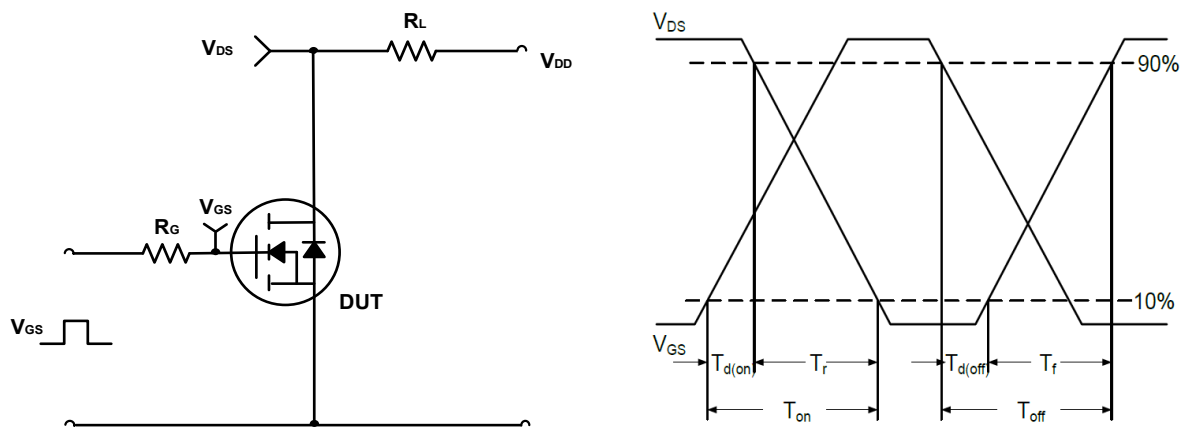 RL
VDS
VDD
VGS
RG
DUT
VGS
VDS
90%
10%
VGS
Td(on) Tr Td(off) Tf
Ton Toff